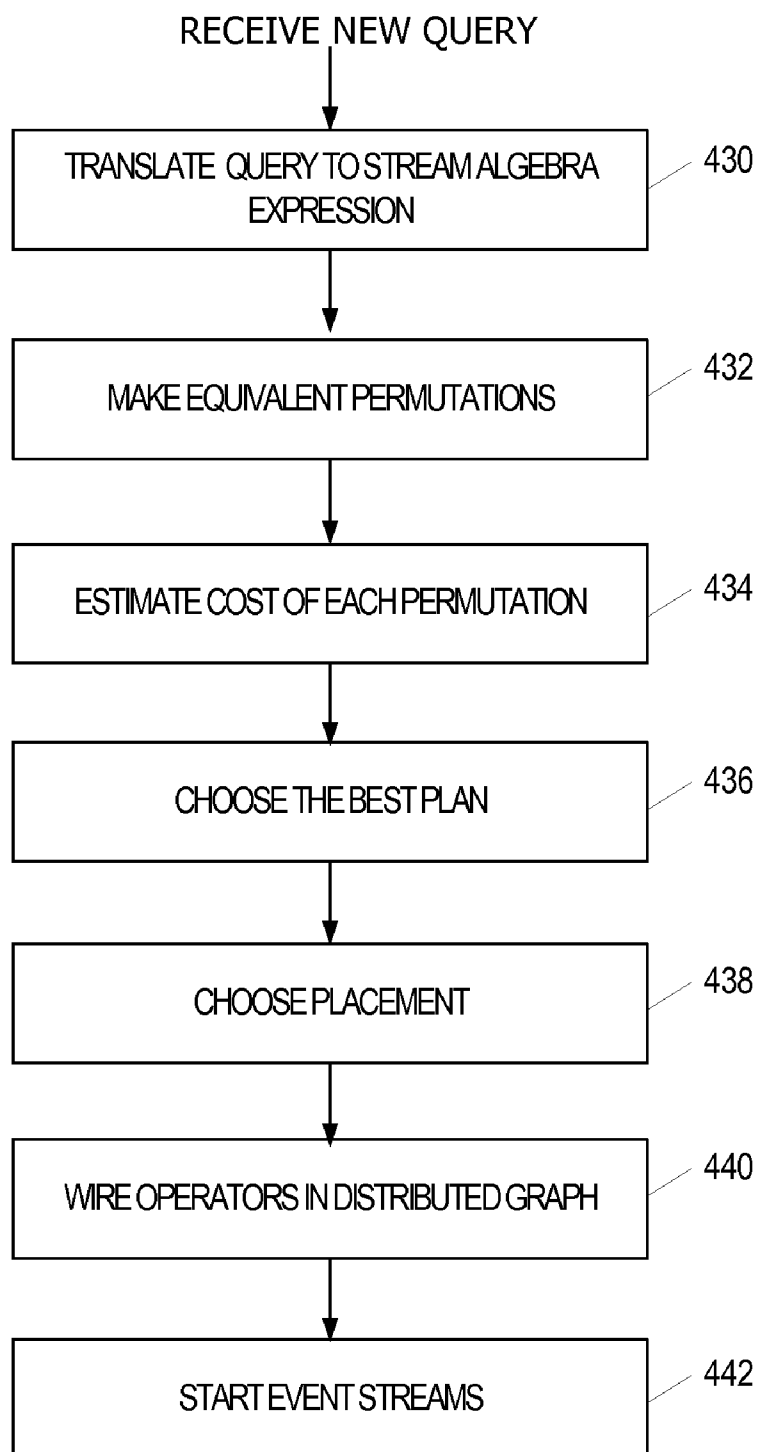 RECEIVE NEW QUERY
TRANSLATE QUERY TO STREAM ALGEBRA
EXPRESSION
430
MAKE EQUIVALENT PERMUTATIONS
432
ESTIMATE COST OF EACH PERMUTATION
434
CHOOSE THE BEST PLAN
436
CHOOSE PLACEMENT
438
WIRE OPERATORS IN DISTRIBUTED GRAPH
440
START EVENT STREAMS
442